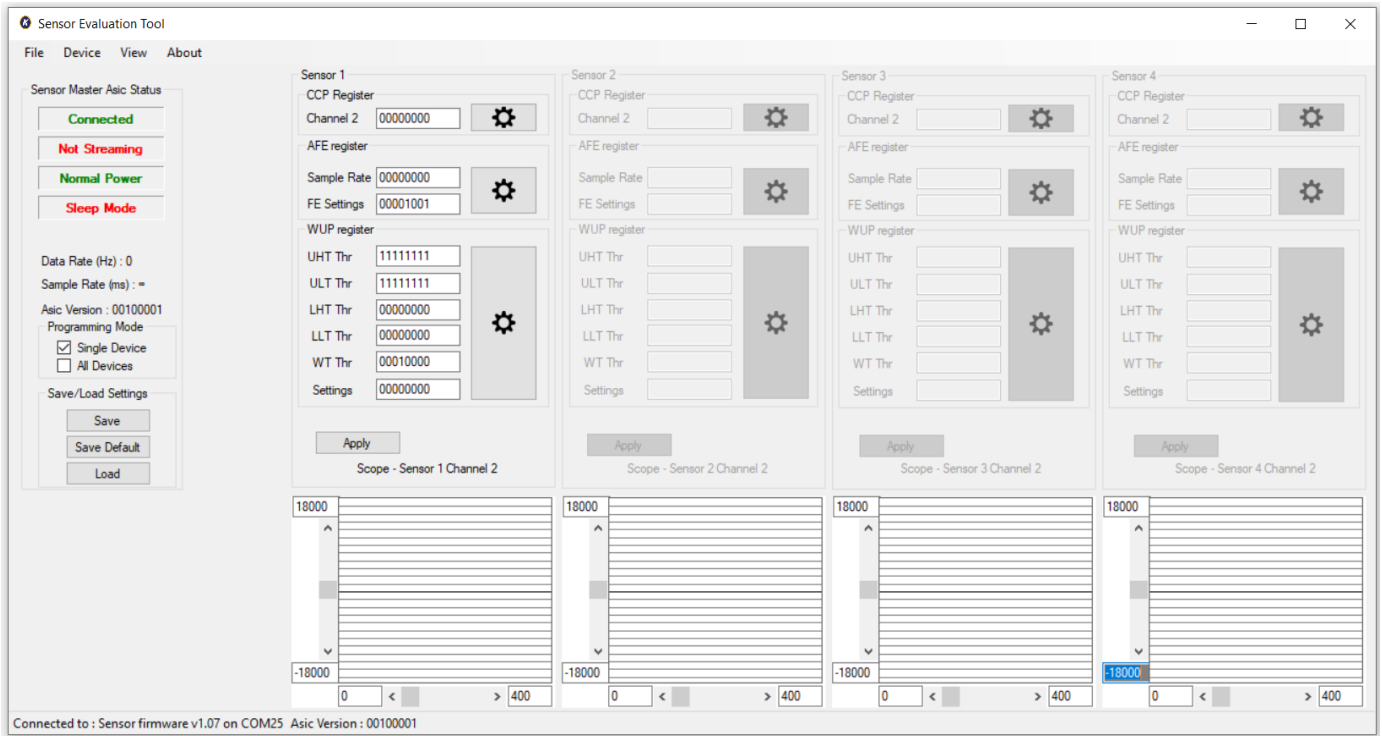 Sensor Evaluation Tool
File Device View About
Sensor Master Asic Status
Connected
Not Streaming
Normal Power
Sleep Mode
Data Rate (Hz) : 0
Sample Rate (ms) : ∞
Asic Version : 00100001
Programming Mode
Single Device
All Devices
Save/Load Settings
Save
Save Default
Load
Sensor 1
CCP Register
Channel 2 00000000
AFE register
Sample Rate 00000000
FE Settings 00001001
WUP register
UHT Thr 11111111
ULT Thr 11111111
LHT Thr 00000000
LLT Thr 00000000
WT Thr 00010000
Settings 00000000
Apply
Scope - Sensor 1 Channel 2
18000
-18000
0 < > 400
Sensor 2
CCP Register
Channel 2
AFE register
Sample Rate
FE Settings
WUP register
UHT Thr
ULT Thr
LHT Thr
LLT Thr
WT Thr
Settings
Apply
Scope - Sensor 2 Channel 2
18000
-18000
0 < > 400
Sensor 3
CCP Register
Channel 2
AFE register
Sample Rate
FE Settings
WUP register
UHT Thr
ULT Thr
LHT Thr
LLT Thr
WT Thr
Settings
Apply
Scope - Sensor 3 Channel 2
18000
-18000
0 < > 400
Sensor 4
CCP Register
Channel 2
AFE register
Sample Rate
FE Settings
WUP register
UHT Thr
ULT Thr
LHT Thr
LLT Thr
WT Thr
Settings
Apply
Scope - Sensor 4 Channel 2
18000
-18000
0 < > 400
Connected to : Sensor firmware v1.07 on COM25 Asic Version : 00100001